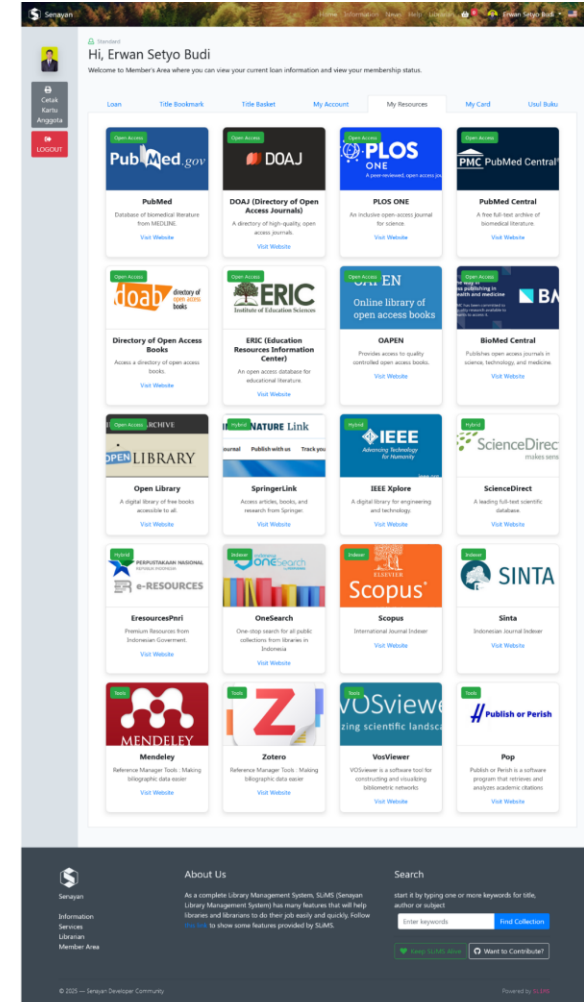 Senayan
Home Information News Help Librarian
Erwan Setyo Budi
Cetak
Kartu
Anggota
LOGOUT
Standard
Hi, Erwan Setyo Budi
Welcome to Member's Area where you can view your current loan information and view your membership status.
Loan Title Bookmark Title Basket My Account My Resources My Card Usul Buku
Open Access
PubMed.gov
PubMed
Database of biomedical literature
from MEDLINE.
Visit Website
Open Access
DOAJ
DOAJ (Directory of Open
Access Journals)
A directory of high-quality, open
access journals.
Visit Website
Open Access
PLOS
ONE
A peer-reviewed, open access jou
PLOS ONE
An inclusive open-access journal
for science.
Visit Website
Open Access
PMC PubMed Central
PubMed Central
A free full-text archive of
biomedical literature.
Visit Website
Open Access
doab directory of
open access
books
Directory of Open Access
Books
Access a directory of open access
books.
Visit Website
Open Access
ERIC
Institute of Education Sciences
ERIC (Education
Resources Information
Center)
An open access database for
educational literature.
Visit Website
Open Access
OAPEN
Online library of
open access books
OAPEN
Provides access to quality
controlled open access books.
Visit Website
Open Access
ss publishing in
ealth and medicine
BioMed Central
Publishes open access journals in
science, technology, and medicine.
Visit Website
Open Access
ARCHIVE
OPEN LIBRARY
Open Library
A digital library of free books
accessible to all.
Visit Website
Hybrid
NATURE Link
ournal Publish with us Track you
SpringerLink
Access articles, books, and
research from Springer.
Visit Website
Hybrid
IEEE
Advancing Technology
for Humanity
IEEE Xplore
A digital library for engineering
and technology.
Visit Website
Hybrid
ScienceDirec
makes sens
ScienceDirect
A leading full-text scientific
database.
Visit Website
Hybrid
PERPUSTAKAAN NASIONAL
REPUBLIK INDONESIA
e-RESOURCES
EresourcesPnri
Premium Resources from
Indonesian Goverment.
Visit Website
Indexer
OneSearch
OneSearch
One-stop search for all public
collections from libraries in
Indonesia
Visit Website
Indexer
ELSEVIER
Scopus
Scopus
International Journal Indexer
Visit Website
Indexer
SINTA
Sinta
Indonesian Journal Indexer
Visit Website
Tools
MENDELEY
Mendeley
Reference Manager Tools : Making
biliographic data easier
Visit Website
Tools
Z
Zotero
Reference Manager Tools : Making
biliographic data easier
Visit Website
Tools
VOSviewe
zing scientific landsca
VosViewer
VOSviewer is a software tool for
constructing and visualizing
bibliometric networks
Visit Website
Tools
Publish or Perish
Pop
Publish or Perish is a software
program that retrieves and
analyzes academic citations
Visit Website
Senayan
Information
Services
Librarian
Member Area
About Us
As a complete Library Management System, SLiMS (Senayan
Library Management System) has many features that will help
libraries and librarians to do their job easily and quickly. Follow
this link to show some features provided by SLiMS.
Search
start it by typing one or more keywords for title,
author or subject
Enter keywords Find Collection
Keep SLiMS Alive Want to Contribute?
© 2025 — Senayan Developer Community
Powered by SLiMS